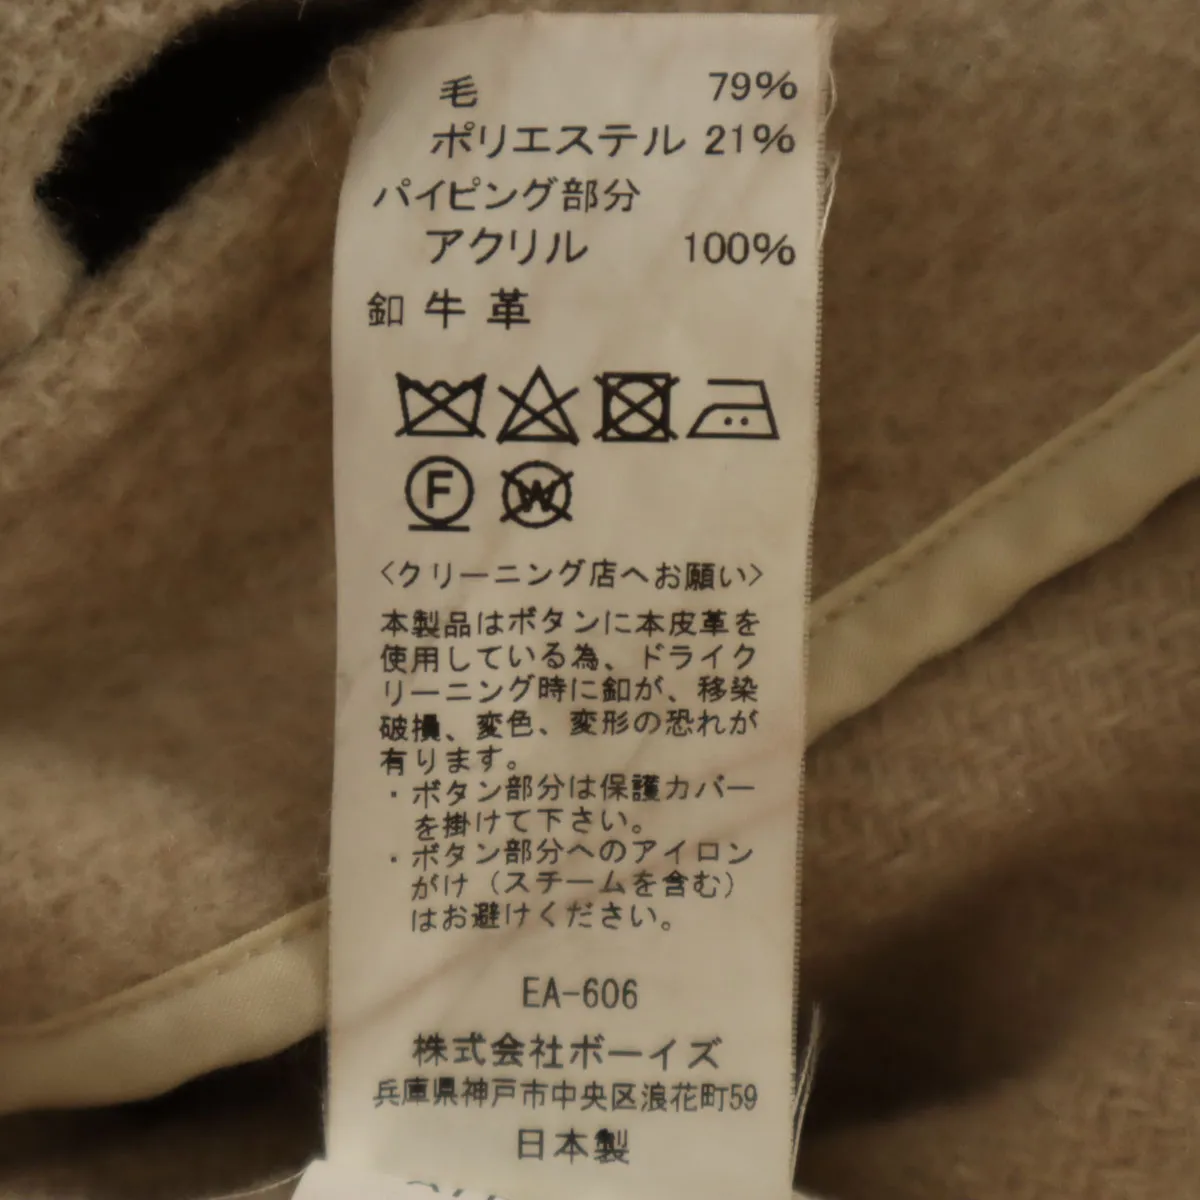 毛 79%
ポリエステル 21%
パイピング部分
アクリル 100%
釦 牛 革
F
W
<クリーニング店へお願い>
本製品はボタンに本皮革を
使用している為、ドライク
リーニング時に釦が、移染
破損、変色、変形の恐れが
有ります。
・ボタン部分は保護カバー
を掛けて下さい。
・ボタン部分へのアイロン
がけ（スチームを含む）
はお避けください。
EA-606
株式会社ボーイズ
兵庫県神戸市中央区浪花町59
日本製